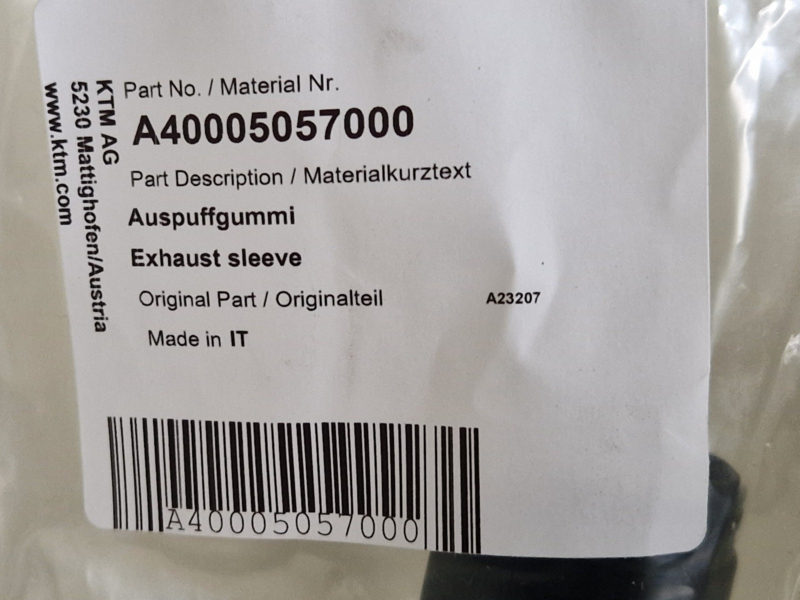 KTM AG
5230 Mattighofen/Austria
www.ktm.com
Part No. / Material Nr.
A40005057000
Part Description / Materialkurztext
Auspuffgummi
Exhaust sleeve
Original Part / Originalteil A23207
Made in IT
A40005057000